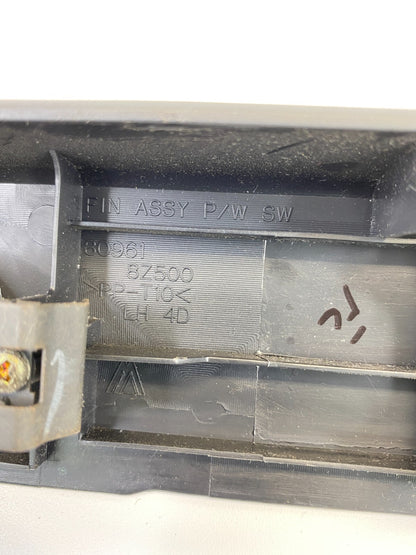 FIN ASSY P/W SW
80961
8Z500
>PP-T10<
LH 4D